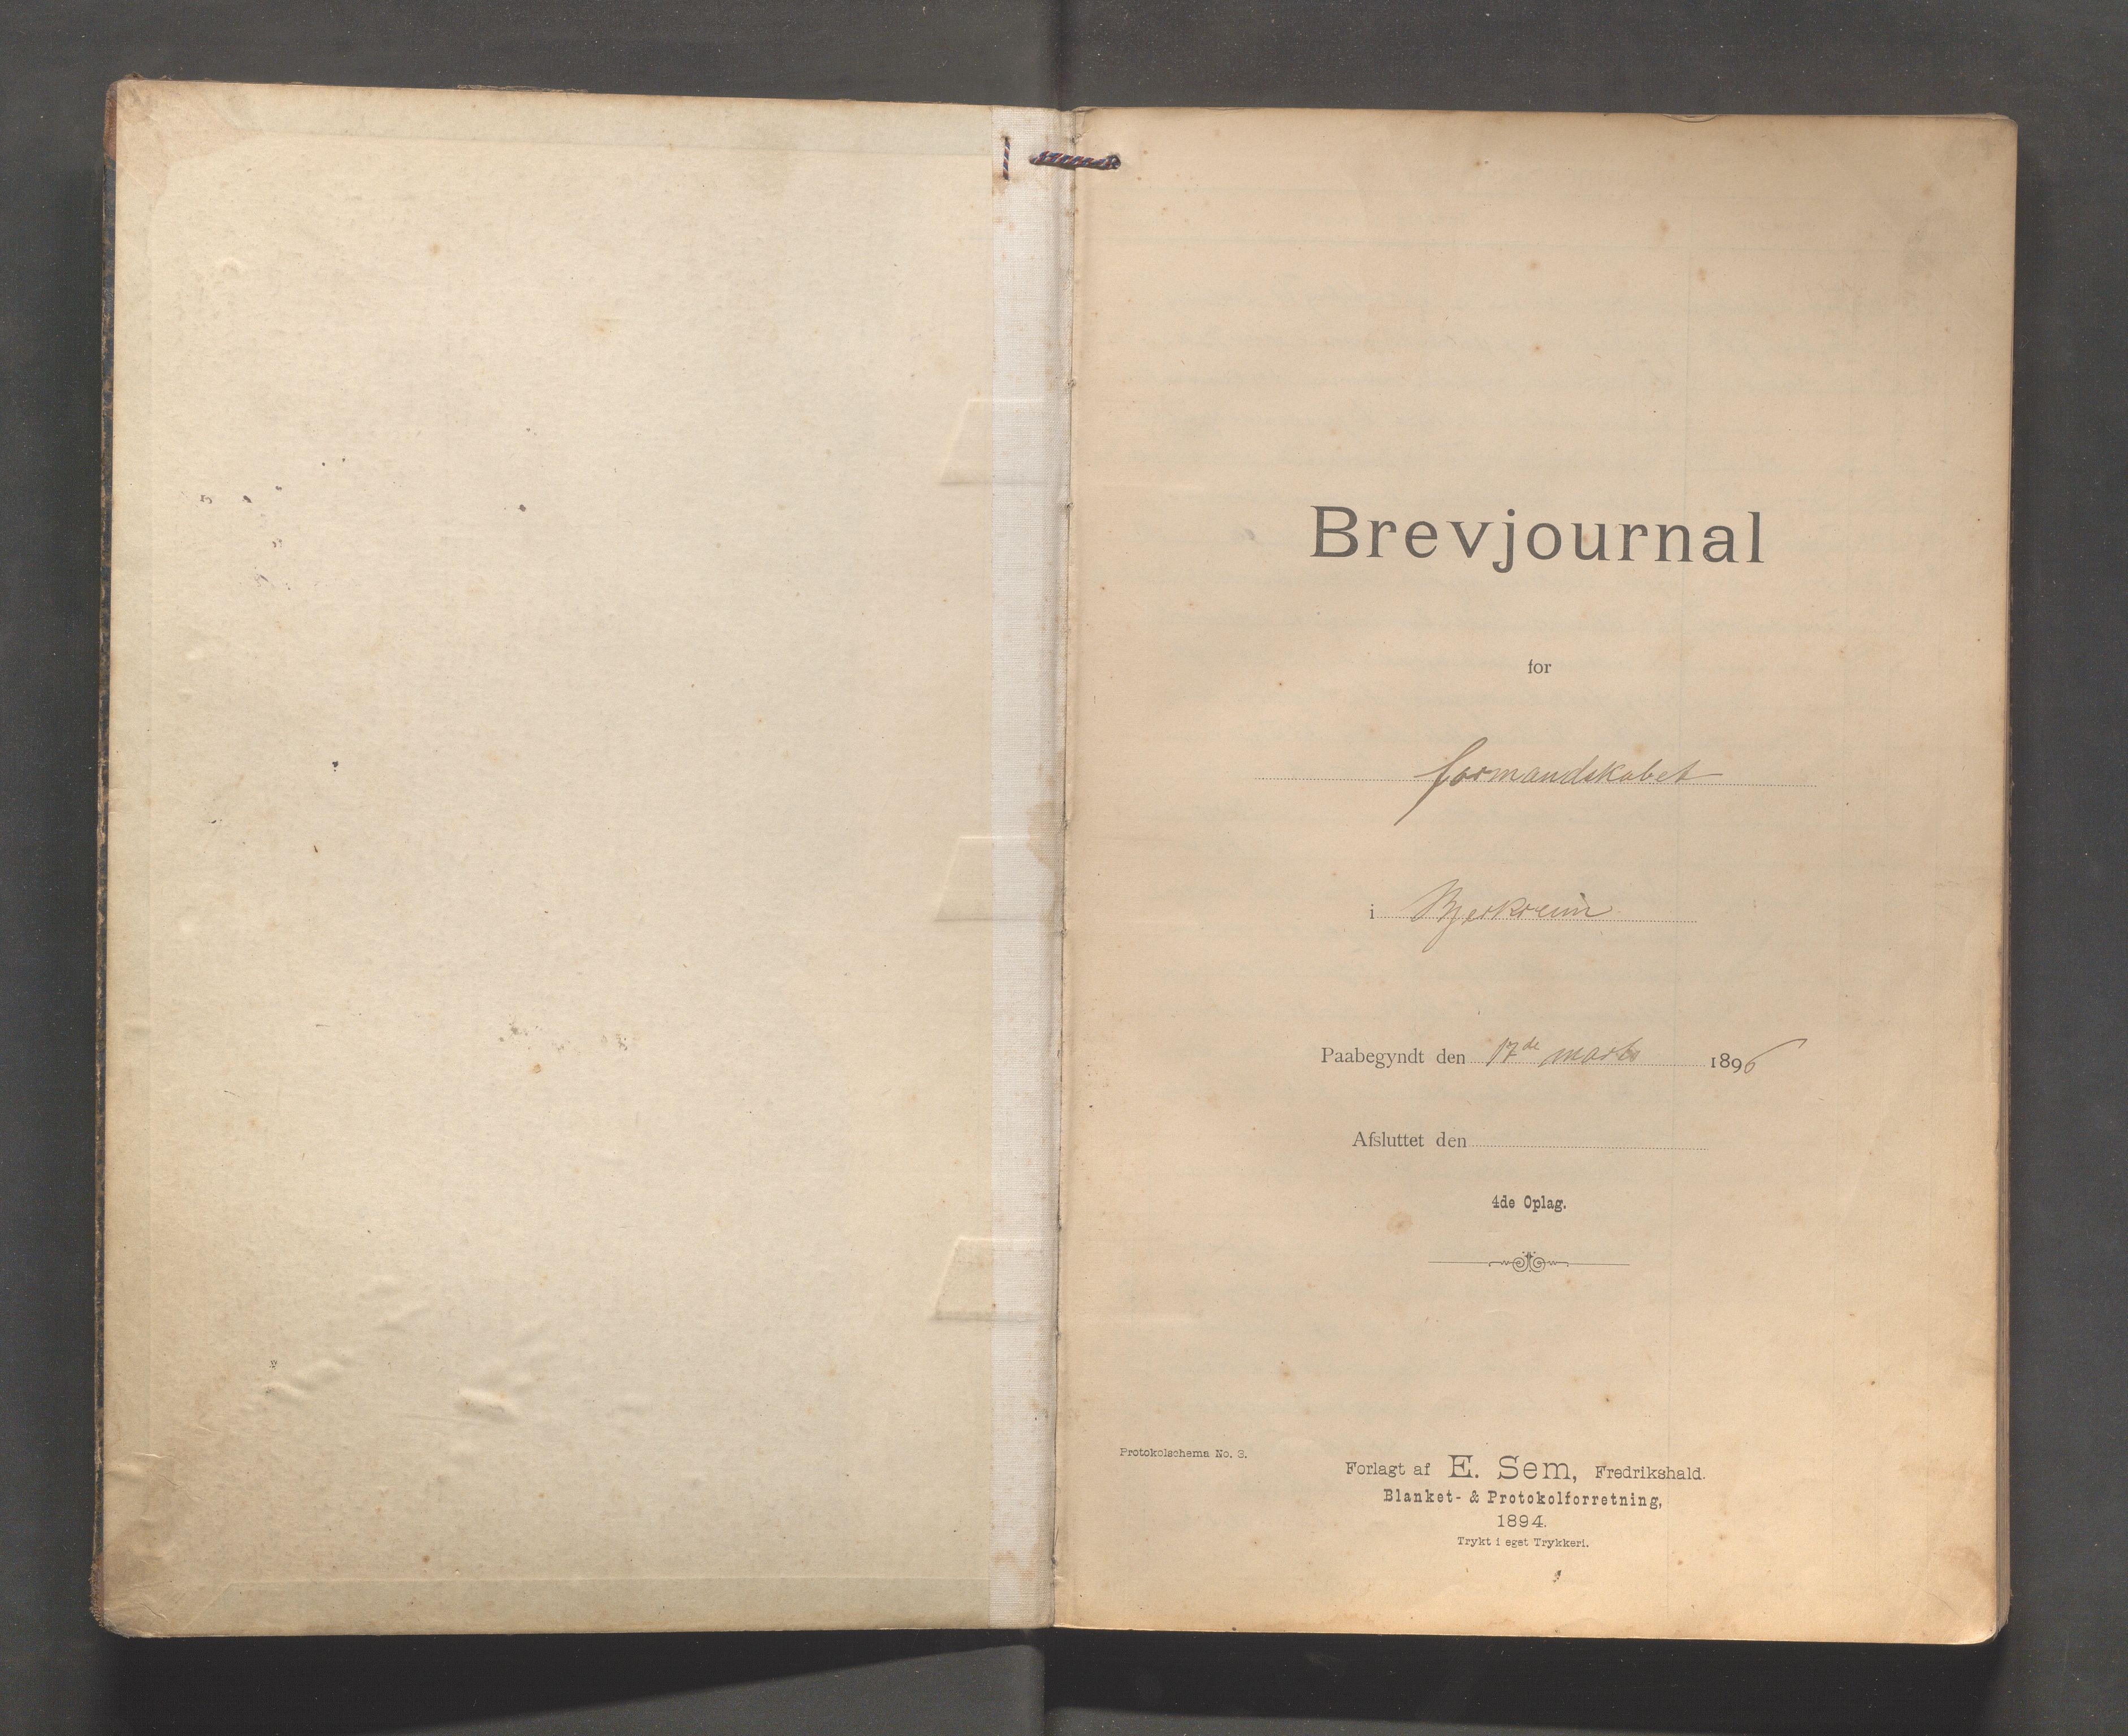 Brevjournal
for
formandskabet
i Bjerkreim
Paabegyndt den 17de marts 1896
Afsluttet den
4de Oplag.
Protokolschema No. 3.
Forlagt af E. Sem, Fredrikshald.
Blanket- & Protokolforretning,
1894.
Trykt i eget Trykkeri.